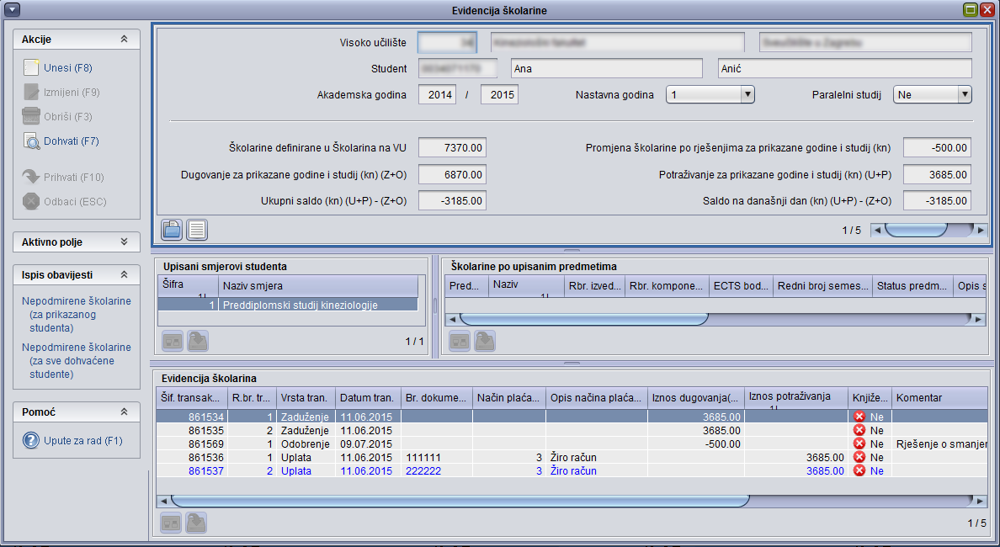 Evidencija školarine
Akcije
Unesi (F8)
Izmijeni (F9)
Obriši (F3)
Dohvati (F7)
Prihvati (F10)
Odbaci (ESC)
Aktivno polje
Ispis obavijesti
Nepodmirene školarine
(za prikazanog
studenta)
Nepodmirene školarine
(za sve dohvaćene
studente)
Pomoć
Upute za rad (F1)
Visoko učilište
Student Ana Anić
Akademska godina 2014 / 2015 Nastavna godina 1 Paralelni studij Ne
Školarine definirane u Školarina na VU 7370.00 Promjena školarine po rješenjima za prikazane godine i studij (kn) -500.00
Dugovanje za prikazane godine i studij (kn) (Z+O) 6870.00 Potraživanje za prikazane godine i studij (kn) (U+P) 3685.00
Ukupni saldo (kn) (U+P) - (Z+O) -3185.00 Saldo na današnji dan (kn) (U+P) - (Z+O) -3185.00
1 / 5
Upisani smjerovi studenta
Šifra Naziv smjera
1 Preddiplomski studij kineziologije
1 / 1
Školarine po upisanim predmetima
Pred... Naziv Rbr. izved... Rbr. kompone... ECTS bod... Redni broj semes... Status predm... Opis s
Evidencija školarina
Šif. transak... R.br. tr... Vrsta tran. Datum tran. Br. dokume... Način plaća... Opis načina plaća... Iznos dugovanja(... Iznos potraživanja Knjiže... Komentar
861534 1 Zaduženje 11.06.2015 3685.00 Ne
861535 2 Zaduženje 11.06.2015 3685.00 Ne
861569 1 Odobrenje 09.07.2015 -500.00 Ne Rješenje o smanjen
861536 1 Uplata 11.06.2015 111111 3 Žiro račun 3685.00 Ne
861537 2 Uplata 11.06.2015 222222 3 Žiro račun 3685.00 Ne
1 / 5